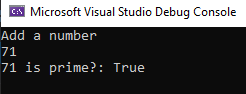 Microsoft Visual Studio Debug Console
Add a number
71
71 is prime?: True